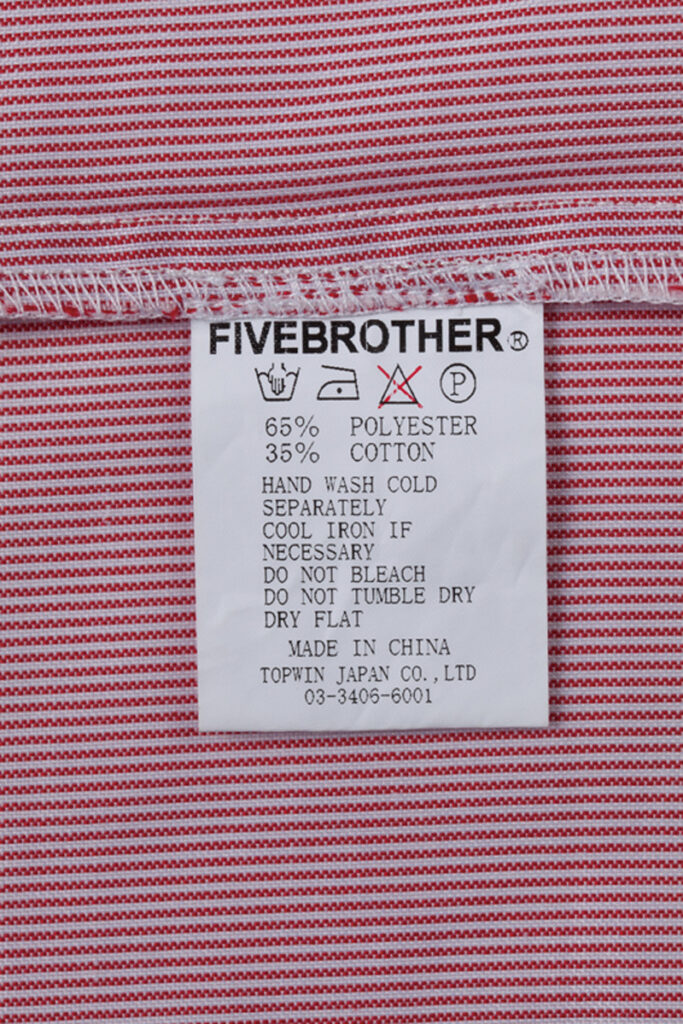 FIVEBROTHER®
P
65% POLYESTER
35% COTTON
HAND WASH COLD
SEPARATELY
COOL IRON IF
NECESSARY
DO NOT BLEACH
DO NOT TUMBLE DRY
DRY FLAT
MADE IN CHINA
TOPWIN JAPAN CO.,LTD
03-3406-6001